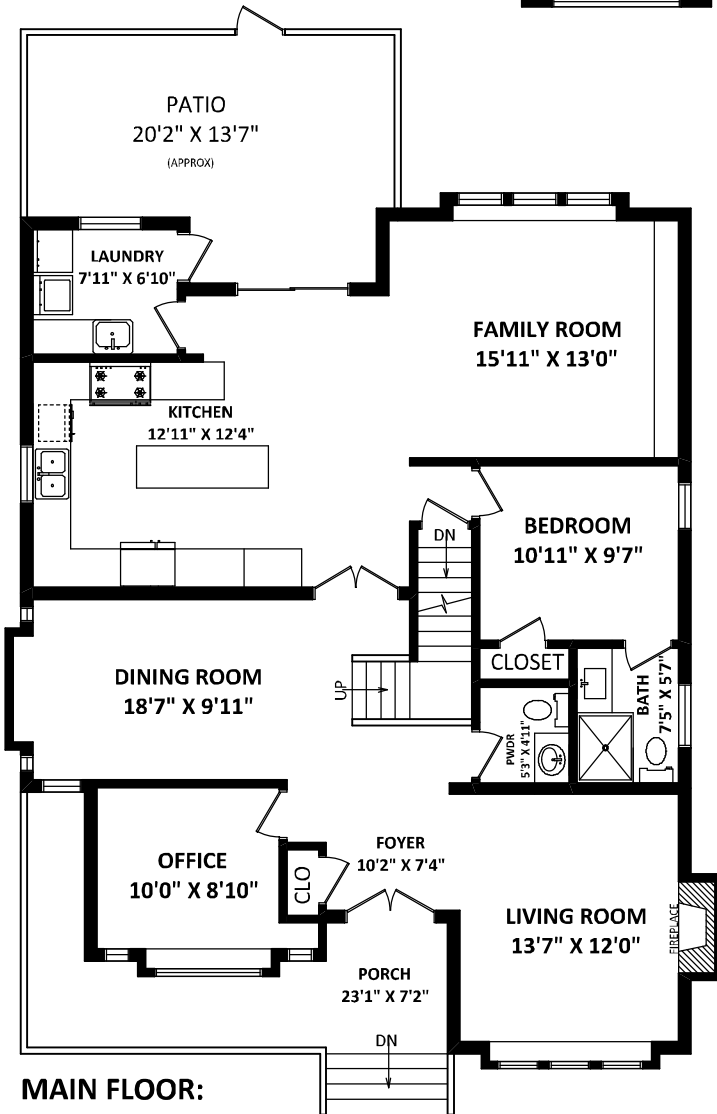 PATIO
20'2" X 13'7"
(APPROX)
LAUNDRY
7'11" X 6'10"
FAMILY ROOM
15'11" X 13'0"
KITCHEN
12'11" X 12'4"
DN
BEDROOM
10'11" X 9'7"
CLOSET
UP
DINING ROOM
18'7" X 9'11"
BATH
7'5" X 5'7"
PWDR
5'3" X 4'11"
OFFICE
10'0" X 8'10"
CLO
FOYER
10'2" X 7'4"
LIVING ROOM
13'7" X 12'0"
FIREPLACE
PORCH
23'1" X 7'2"
DN
MAIN FLOOR: